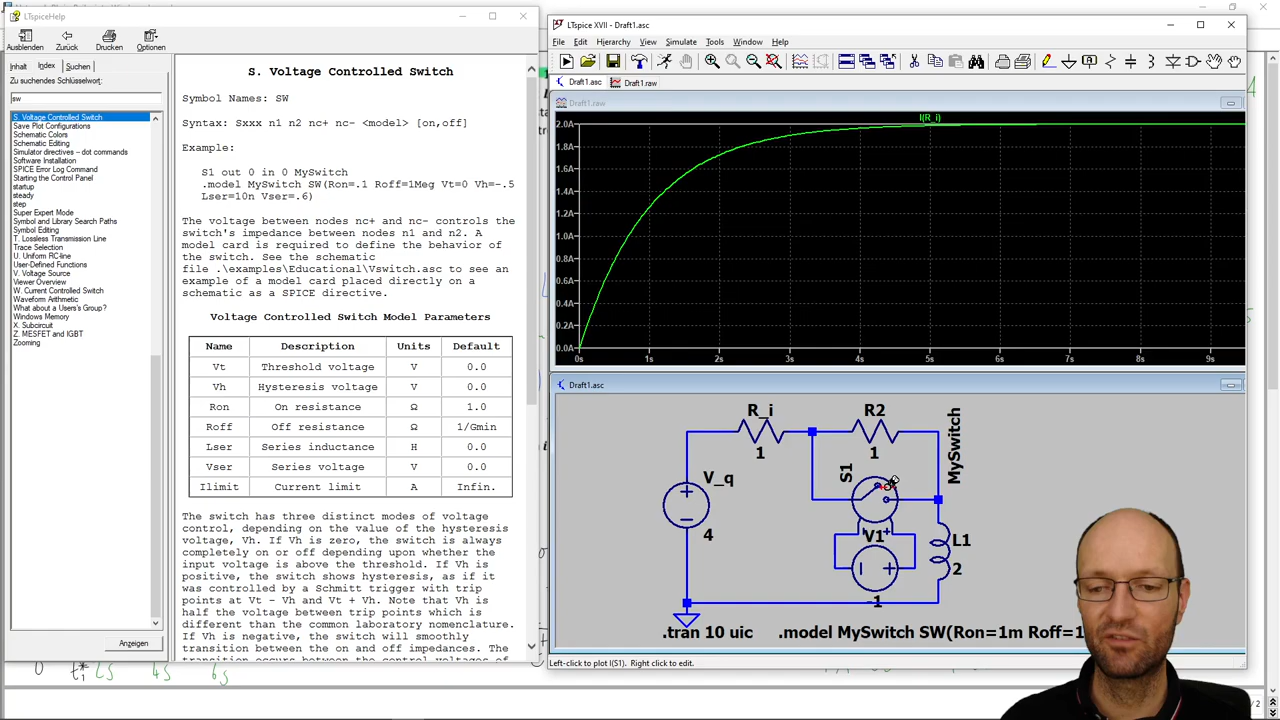 LTspiceHelp
Ausblenden
Zurück
Drucken
Optionen
Inhalt
Index
Suchen
Zu suchendes Schlüsselwort:
sw
S. Voltage Controlled Switch
Save Plot Configurations
Schematic Colors
Schematic Editing
Simulator directives -- dot commands
Software Installation
SPICE Error Log Command
Starting the Control Panel
startup
steady
step
Super Expert Mode
Symbol and Library Search Paths
Symbol Editing
T. Lossless Transmission Line
Trace Selection
U. Uniform RC-line
User-Defined Functions
V. Voltage Source
Viewer Overview
W. Current Controlled Switch
Waveform Arithmetic
What about a Users's Group?
Windows Memory
X. Subcircuit
Z. MESFET and IGBT
Zooming
Anzeigen
S. Voltage Controlled Switch
Symbol Names: SW
Syntax: Sxxx n1 n2 nc+ nc- <model> [on,off]
Example:
S1 out 0 in 0 MySwitch
.model MySwitch SW(Ron=.1 Roff=1Meg Vt=0 Vh=-.5
Lser=10n Vser=.6)
The voltage between nodes nc+ and nc- controls the
switch's impedance between nodes n1 and n2. A
model card is required to define the behavior of
the switch. See the schematic
file .\examples\Educational\Vswitch.asc to see an
example of a model card placed directly on a
schematic as a SPICE directive.
Voltage Controlled Switch Model Parameters
Name Description Units Default
Vt Threshold voltage V 0.0
Vh Hysteresis voltage V 0.0
Ron On resistance Ω 1.0
Roff Off resistance Ω 1/Gmin
Lser Series inductance H 0.0
Vser Series voltage V 0.0
Ilimit Current limit A Infin.
The switch has three distinct modes of voltage
control, depending on the value of the hysteresis
voltage, Vh. If Vh is zero, the switch is always
completely on or off depending upon whether the
input voltage is above the threshold. If Vh is
positive, the switch shows hysteresis, as if it
was controlled by a Schmitt trigger with trip
points at Vt - Vh and Vt + Vh. Note that Vh is
half the voltage between trip points which is
different than the common laboratory nomenclature.
If Vh is negative, the switch will smoothly
transition between the on and off impedances. The
transition occurs between the control voltages of
LTspice XVII - Draft1.asc
File Edit Hierarchy View Simulate Tools Window Help
Draft1.asc
Draft1.raw
Draft1.raw
I(R_i)
2.0A
1.8A
1.6A
1.4A
1.2A
1.0A
0.8A
0.6A
0.4A
0.2A
0.0A
0s 1s 2s 3s 4s 5s 6s 7s 8s 9s
Draft1.asc
R_i
1
R2
1
MySwitch
S1
V_q
4
V1
-1
L1
2
.tran 10 uic
.model MySwitch SW(Ron=1m Roff=1
Left-click to plot I(S1). Right click to edit.
0 t₁* 2s 4s 6s
/ 2